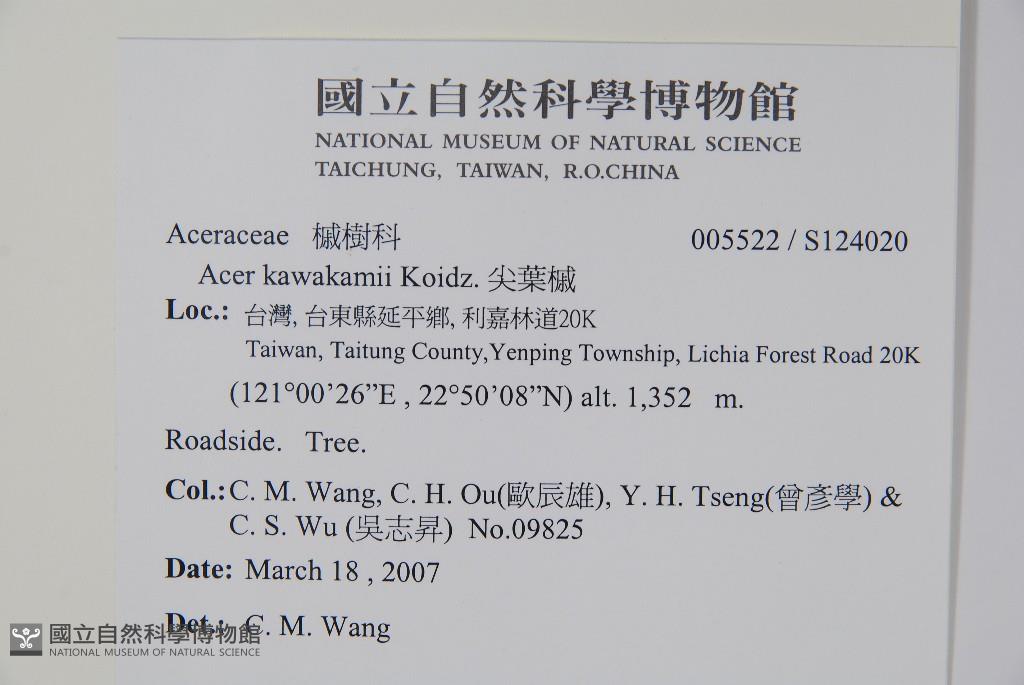 國立自然科學博物館
NATIONAL MUSEUM OF NATURAL SCIENCE
TAICHUNG, TAIWAN, R.O.CHINA
Aceraceae 槭樹科 005522 / S124020
Acer kawakamii Koidz. 尖葉槭
Loc.: 台灣, 台東縣延平鄉, 利嘉林道20K
Taiwan, Taitung County,Yenping Township, Lichia Forest Road 20K
(121°00’26”E , 22°50’08”N) alt. 1,352 m.
Roadside. Tree.
Col.:C. M. Wang, C. H. Ou(歐辰雄), Y. H. Tseng(曾彥學) &
C. S. Wu (吳志昇) No.09825
Date: March 18 , 2007
Det.: C. M. Wang
國立自然科學博物館
NATIONAL MUSEUM OF NATURAL SCIENCE